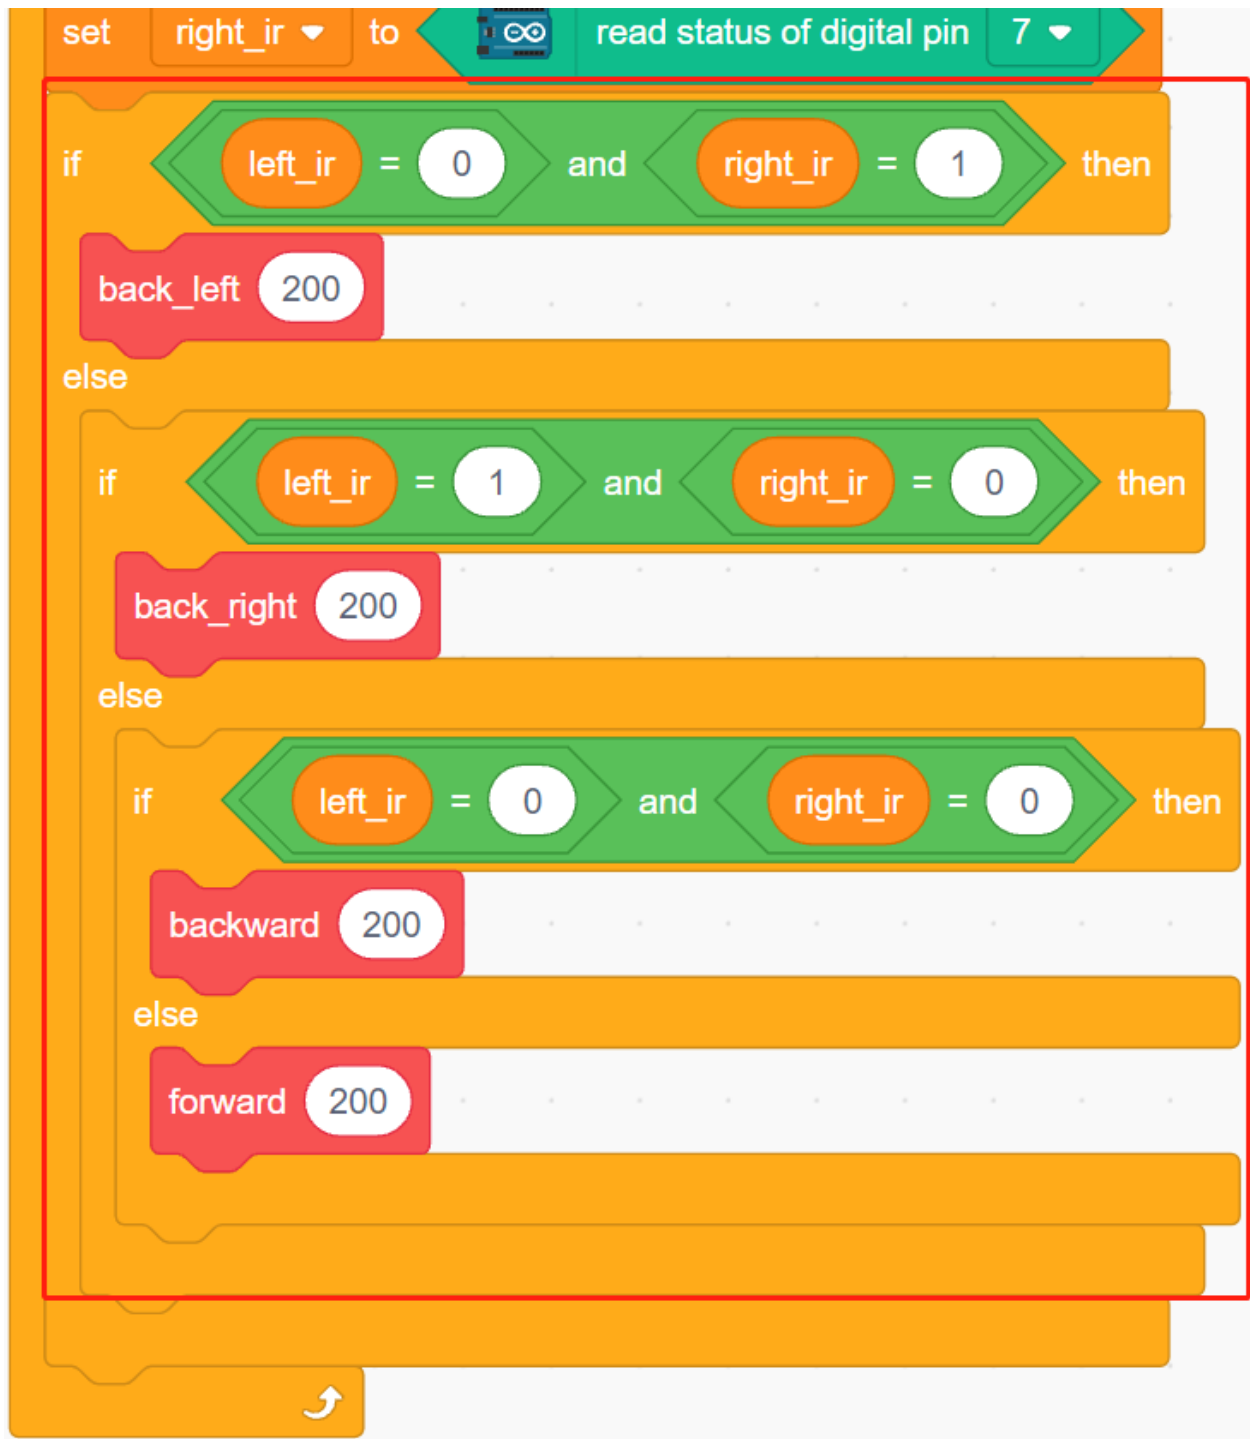 set right_ir to read status of digital pin 7
if left_ir = 0 and right_ir = 1 then
back_left 200
else
if left_ir = 1 and right_ir = 0 then
back_right 200
else
if left_ir = 0 and right_ir = 0 then
backward 200
else
forward 200